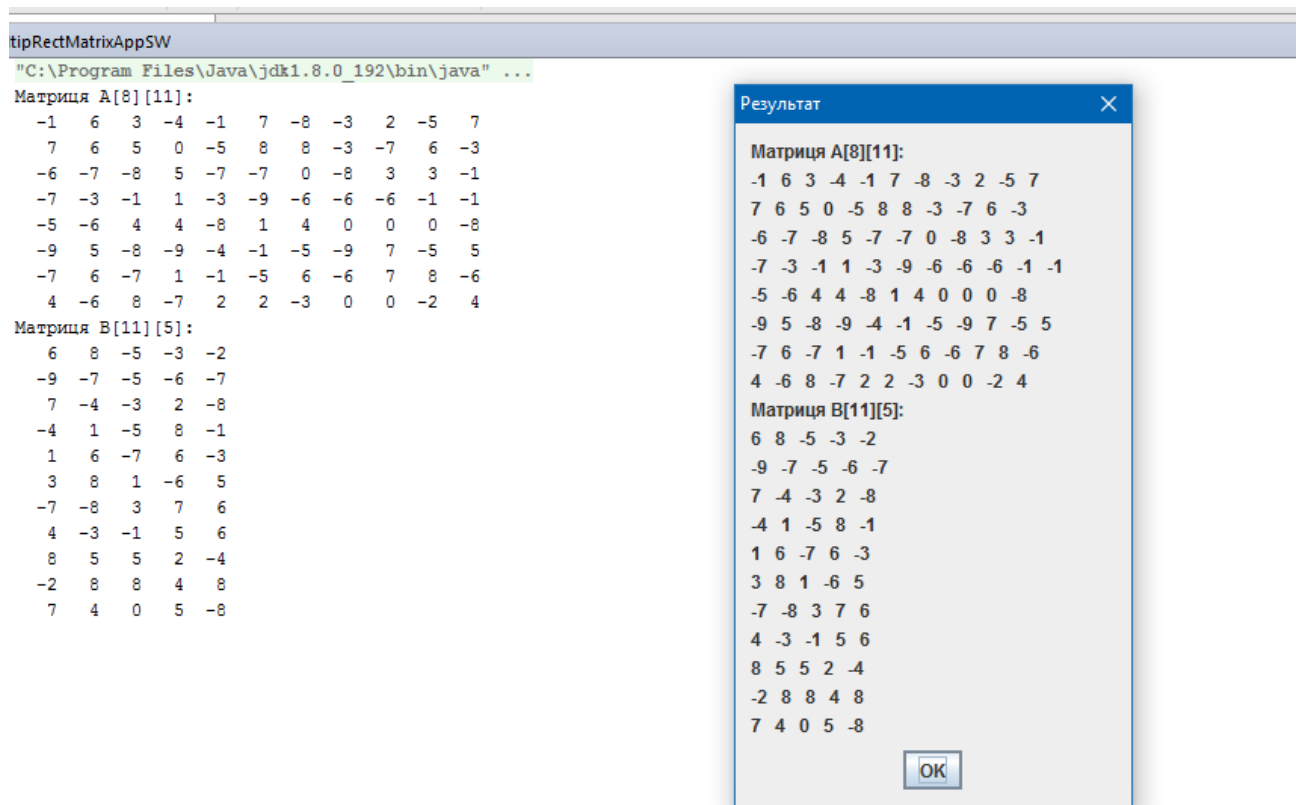 tipRectMatrixAppSW
"C:\Program Files\Java\jdk1.8.0_192\bin\java" ...
Матриця A[8][11]:
-1 6 3 -4 -1 7 -8 -3 2 -5 7
7 6 5 0 -5 8 8 -3 -7 6 -3
-6 -7 -8 5 -7 -7 0 -8 3 3 -1
-7 -3 -1 1 -3 -9 -6 -6 -6 -1 -1
-5 -6 4 4 -8 1 4 0 0 0 -8
-9 5 -8 -9 -4 -1 -5 -9 7 -5 5
-7 6 -7 1 -1 -5 6 -6 7 8 -6
4 -6 8 -7 2 2 -3 0 0 -2 4
Матриця B[11][5]:
6 8 -5 -3 -2
-9 -7 -5 -6 -7
7 -4 -3 2 -8
-4 1 -5 8 -1
1 6 -7 6 -3
3 8 1 -6 5
-7 -8 3 7 6
4 -3 -1 5 6
8 5 5 2 -4
-2 8 8 4 8
7 4 0 5 -8
Результат
Матриця A[8][11]:
-1 6 3 -4 -1 7 -8 -3 2 -5 7
7 6 5 0 -5 8 8 -3 -7 6 -3
-6 -7 -8 5 -7 -7 0 -8 3 3 -1
-7 -3 -1 1 -3 -9 -6 -6 -6 -1 -1
-5 -6 4 4 -8 1 4 0 0 0 -8
-9 5 -8 -9 -4 -1 -5 -9 7 -5 5
-7 6 -7 1 -1 -5 6 -6 7 8 -6
4 -6 8 -7 2 2 -3 0 0 -2 4
Матриця B[11][5]:
6 8 -5 -3 -2
-9 -7 -5 -6 -7
7 -4 -3 2 -8
-4 1 -5 8 -1
1 6 -7 6 -3
3 8 1 -6 5
-7 -8 3 7 6
4 -3 -1 5 6
8 5 5 2 -4
-2 8 8 4 8
7 4 0 5 -8
OK